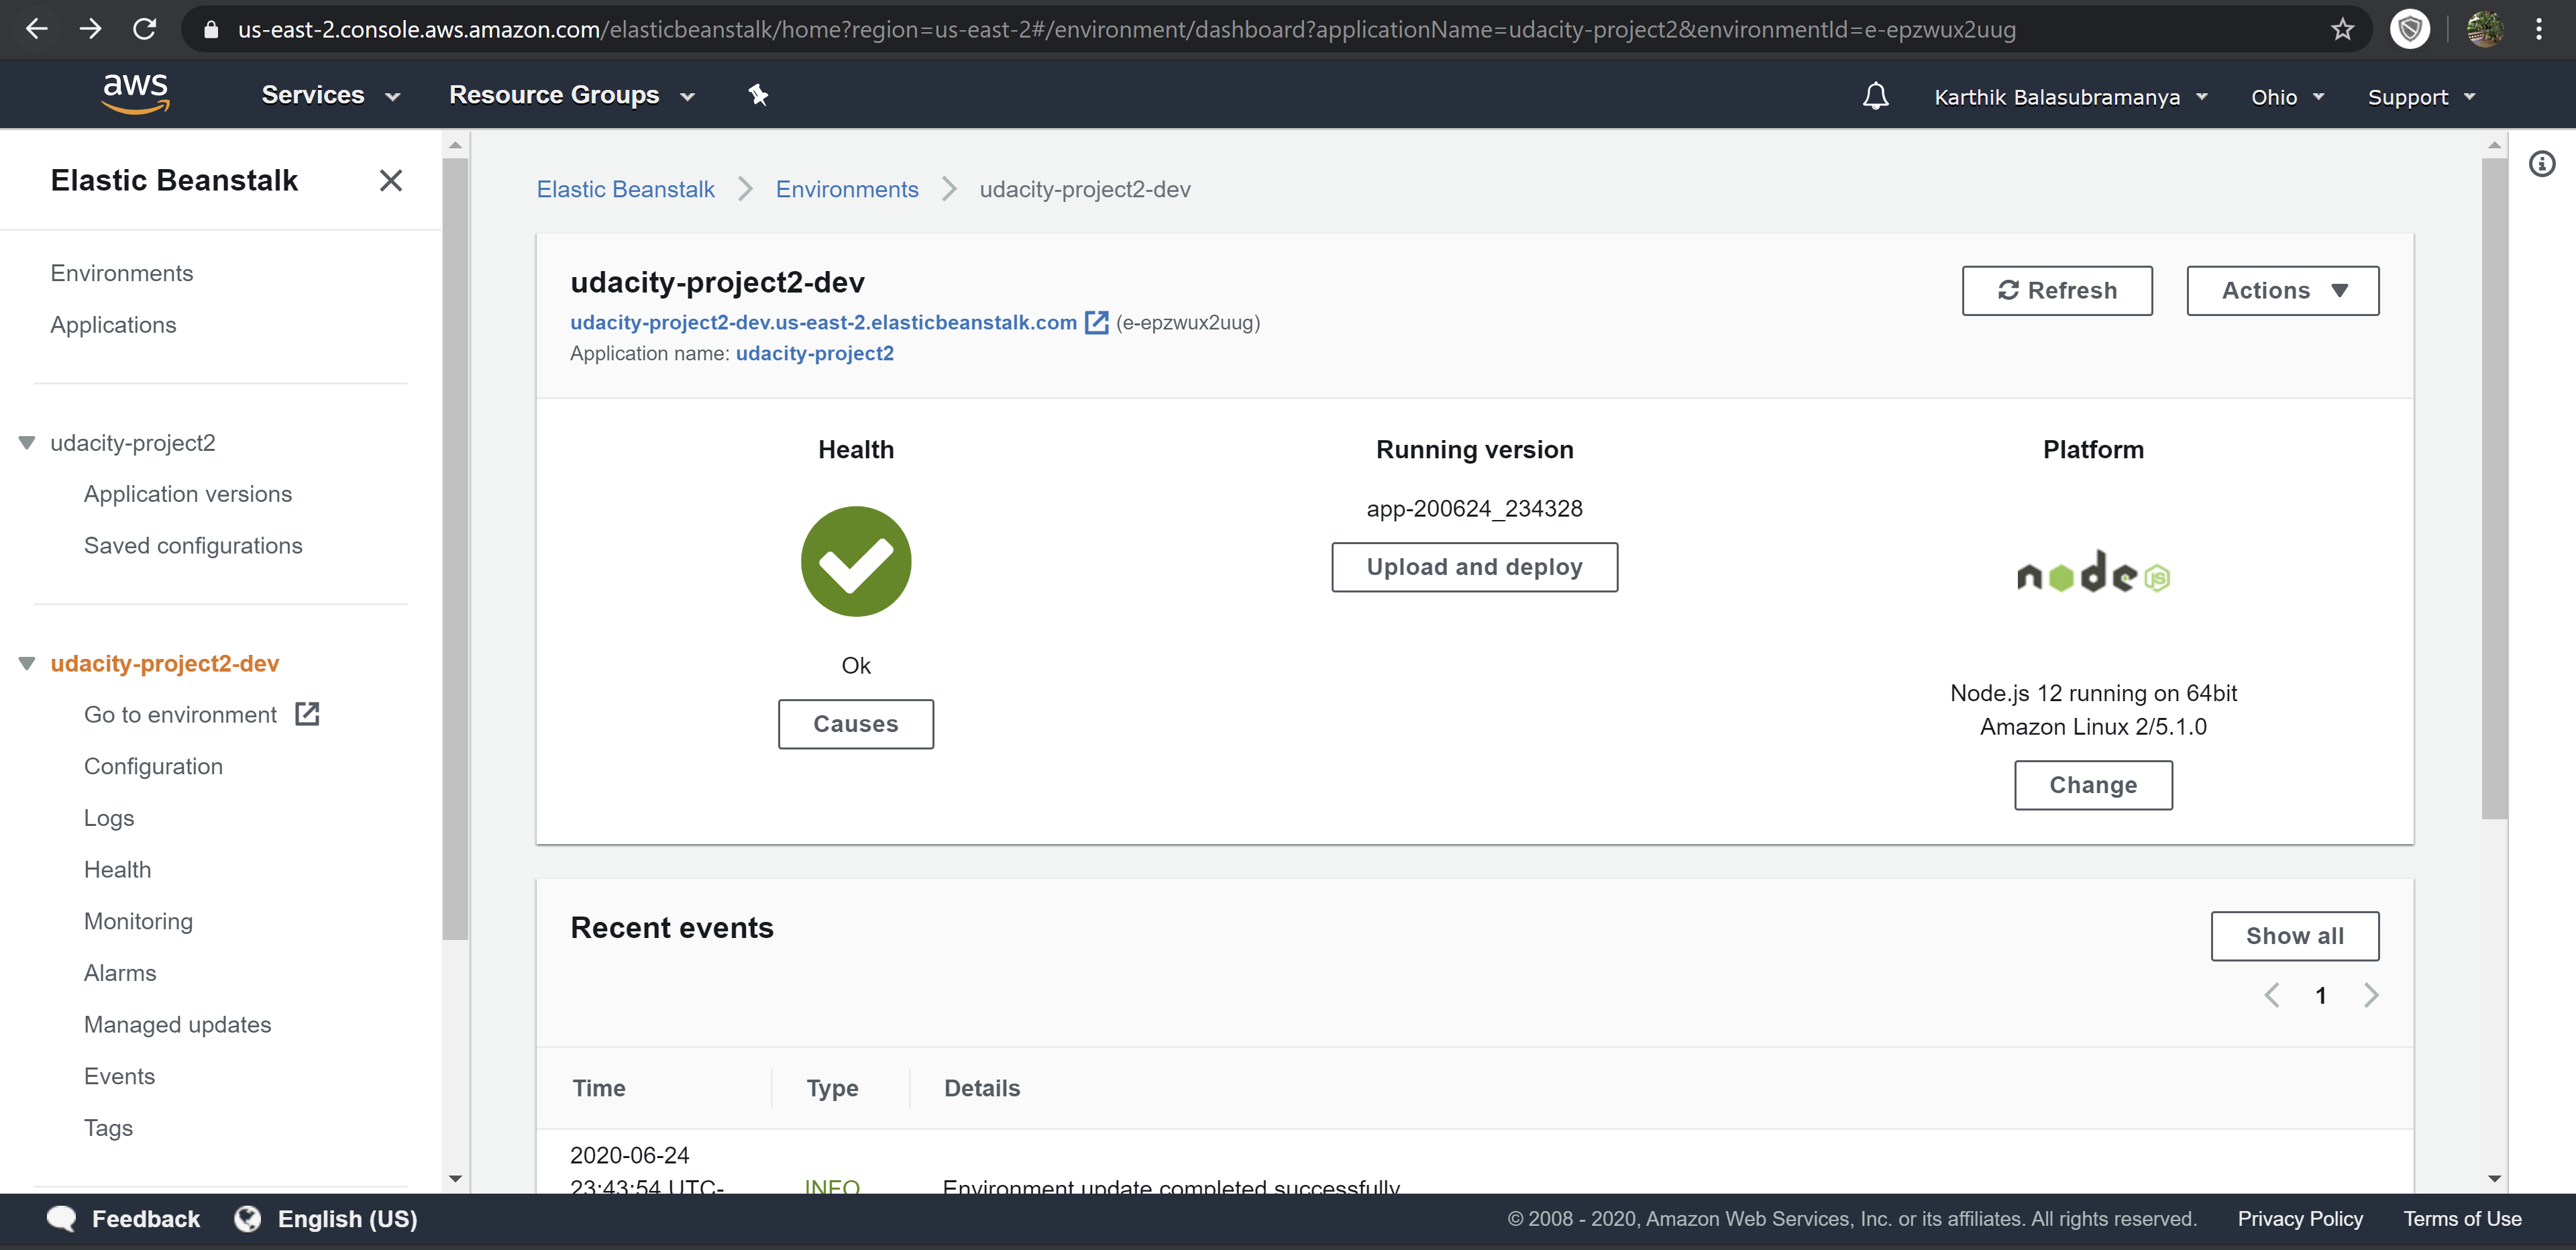 us-east-2.console.aws.amazon.com/elasticbeanstalk/home?region=us-east-2#/environment/dashboard?applicationName=udacity-project2&environmentId=e-epzwux2uug
aws
Services
Resource Groups
Karthik Balasubramanya
Ohio
Support
Elastic Beanstalk
Environments
Applications
udacity-project2
Application versions
Saved configurations
udacity-project2-dev
Go to environment
Configuration
Logs
Health
Monitoring
Alarms
Managed updates
Events
Tags
Elastic Beanstalk
Environments
udacity-project2-dev
udacity-project2-dev
Refresh
Actions
udacity-project2-dev.us-east-2.elasticbeanstalk.com (e-epzwux2uug)
Application name: udacity-project2
Health
Ok
Causes
Running version
app-200624_234328
Upload and deploy
Platform
node JS
Node.js 12 running on 64bit
Amazon Linux 2/5.1.0
Change
Recent events
Show all
1
Time
Type
Details
2020-06-24
23:43:54 UTC-
INFO
Environment update completed successfully.
Feedback
English (US)
© 2008 - 2020, Amazon Web Services, Inc. or its affiliates. All rights reserved.
Privacy Policy
Terms of Use